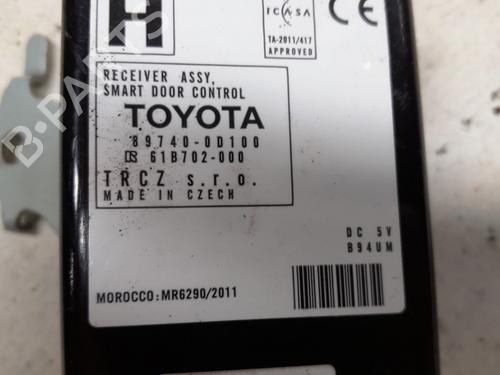 H
ICASA
TA-2011/417
APPROVED
CE
RECEIVER ASSY,
SMART DOOR CONTROL
TOYOTA
89740-0D100
61B702-000
TRCZ s.r.o.
MADE IN CZECH
DC 5V
B94UM
MOROCCO:MR6290/2011
B-PARTS